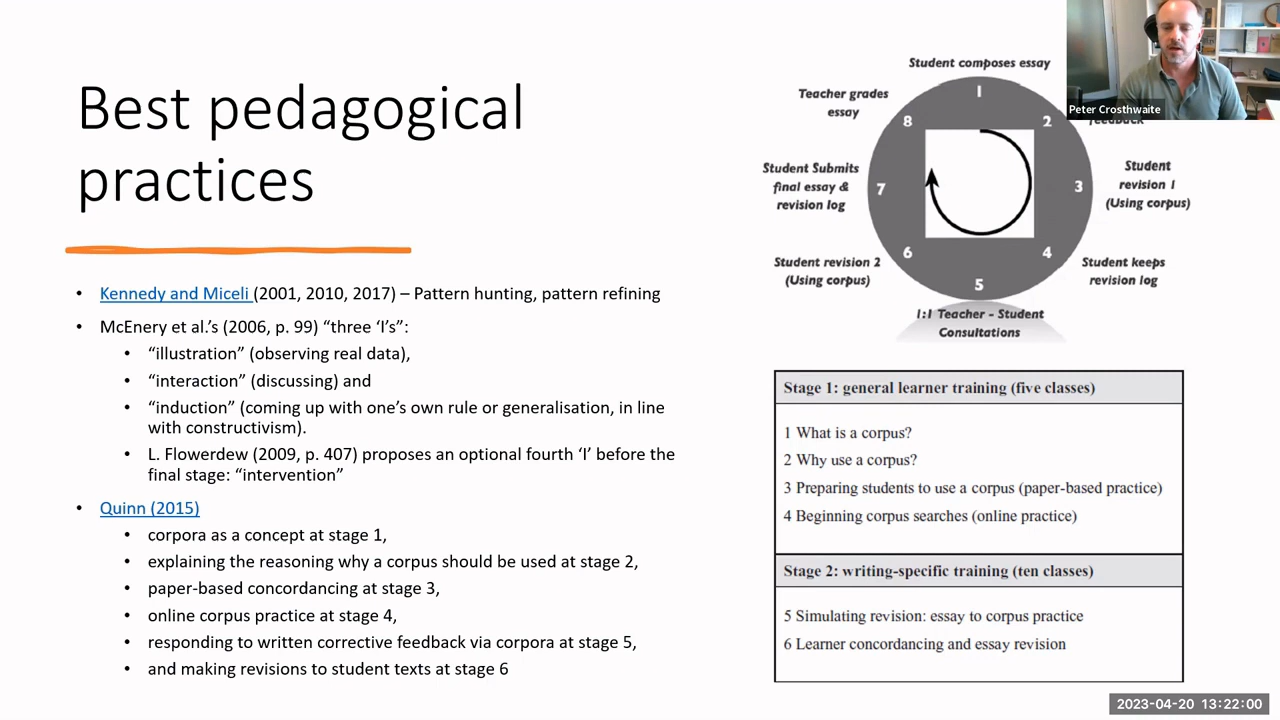 Best pedagogical
practices
• Kennedy and Miceli (2001, 2010, 2017) – Pattern hunting, pattern refining
• McEnery et al.’s (2006, p. 99) “three ‘I’s”:
• “illustration” (observing real data),
• “interaction” (discussing) and
• “induction” (coming up with one’s own rule or generalisation, in line
with constructivism).
• L. Flowerdew (2009, p. 407) proposes an optional fourth ‘I’ before the
final stage: “intervention”
• Quinn (2015)
• corpora as a concept at stage 1,
• explaining the reasoning why a corpus should be used at stage 2,
• paper-based concordancing at stage 3,
• online corpus practice at stage 4,
• responding to written corrective feedback via corpora at stage 5,
• and making revisions to student texts at stage 6
Student composes essay
1
2
feedback
Student
revision 1
(Using corpus)
3
Student keeps
revision log
4
5
1:1 Teacher - Student
Consultations
Student revision 2
(Using corpus)
6
Student Submits
final essay &
revision log
7
Teacher grades
essay
8
Peter Crosthwaite
Stage 1: general learner training (five classes)
1 What is a corpus?
2 Why use a corpus?
3 Preparing students to use a corpus (paper-based practice)
4 Beginning corpus searches (online practice)
Stage 2: writing-specific training (ten classes)
5 Simulating revision: essay to corpus practice
6 Learner concordancing and essay revision
2023-04-20 13:22:00